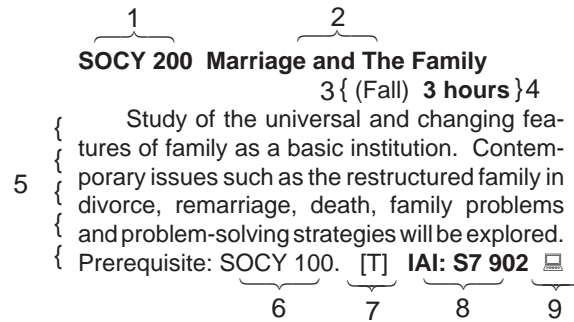 1 2
SOCY 200 Marriage and The Family
3 { (Fall) 3 hours } 4
{ Study of the universal and changing fea-
{ tures of family as a basic institution. Contem-
5 { porary issues such as the restructured family in
{ divorce, remarriage, death, family problems
{ and problem-solving strategies will be explored.
{ Prerequisite: SOCY 100. [T] IAI: S7 902
6 7 8 9